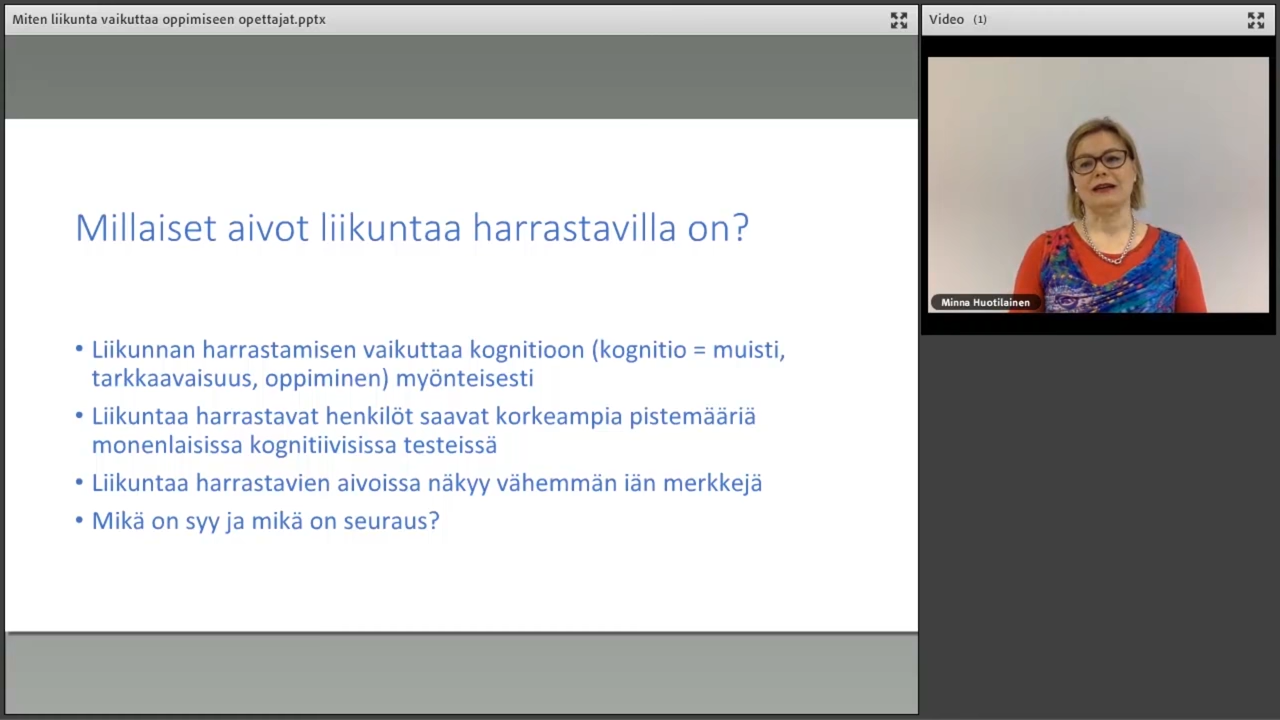 Miten liikunta vaikuttaa oppimiseen opettajat.pptx
Video (1)
Millaiset aivot liikuntaa harrastavilla on?
• Liikunnan harrastamisen vaikuttaa kognitioon (kognitio = muisti,
tarkkaavaisuus, oppiminen) myönteisesti
• Liikuntaa harrastavat henkilöt saavat korkeampia pistemääriä
monenlaisissa kognitiivisissa testeissä
• Liikuntaa harrastavien aivoissa näkyy vähemmän iän merkkejä
• Mikä on syy ja mikä on seuraus?
Minna Huotilainen